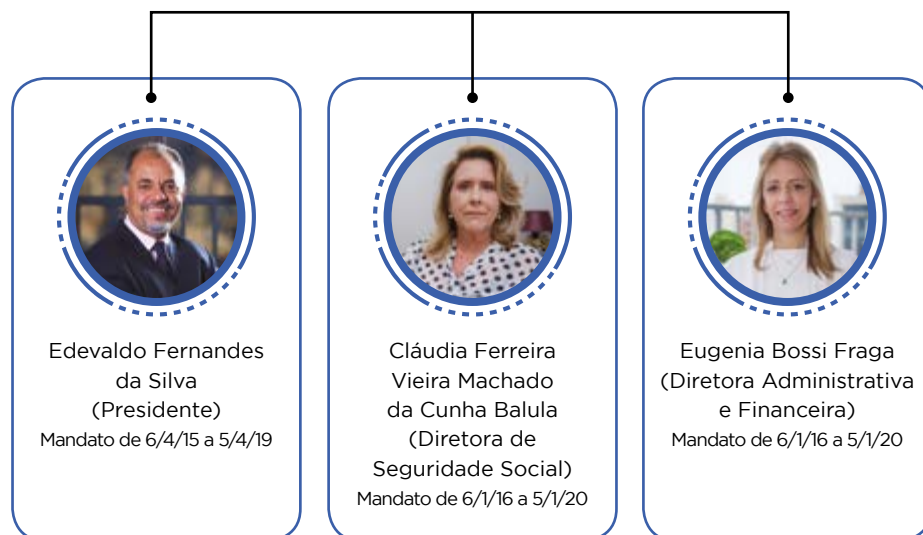 Edevaldo Fernandes
da Silva
(Presidente)
Mandato de 6/4/15 a 5/4/19
Cláudia Ferreira
Vieira Machado
da Cunha Balula
(Diretora de
Seguridade Social)
Mandato de 6/1/16 a 5/1/20
Eugenia Bossi Fraga
(Diretora Administrativa
e Financeira)
Mandato de 6/1/16 a 5/1/20